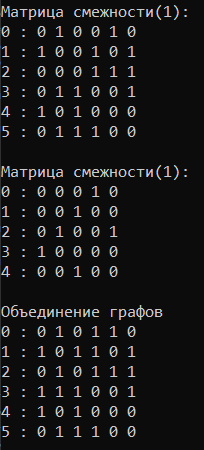 Матрица смежности(1):
0 : 0 1 0 0 1 0
1 : 1 0 0 1 0 1
2 : 0 0 0 1 1 1
3 : 0 1 1 0 0 1
4 : 1 0 1 0 0 0
5 : 0 1 1 1 0 0
Матрица смежности(1):
0 : 0 0 0 1 0
1 : 0 0 1 0 0
2 : 0 1 0 0 1
3 : 1 0 0 0 0
4 : 0 0 1 0 0
Объединение графов
0 : 0 1 0 1 1 0
1 : 1 0 1 1 0 1
2 : 0 1 0 1 1 1
3 : 1 1 1 0 0 1
4 : 1 0 1 0 0 0
5 : 0 1 1 1 0 0